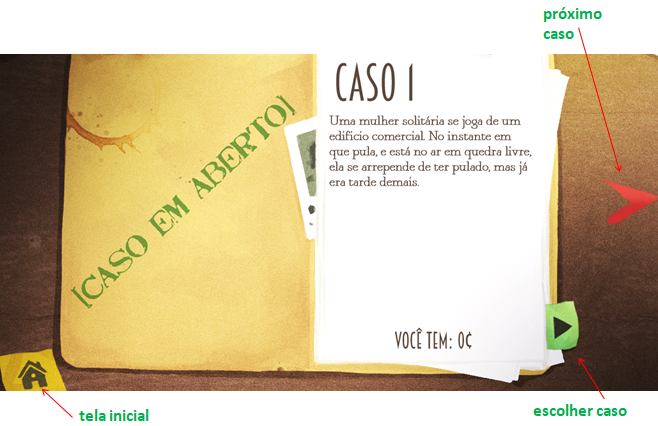 próximo
caso
[CASO EM ABERTO]
CASO 1
Uma mulher solitária se joga de um
edifício comercial. No instante em
que pula, e está no ar em quedra livre,
ela se arrepende de ter pulado, mas já
era tarde demais.
VOCÊ TEM: 0¢
tela inicial
escolher caso